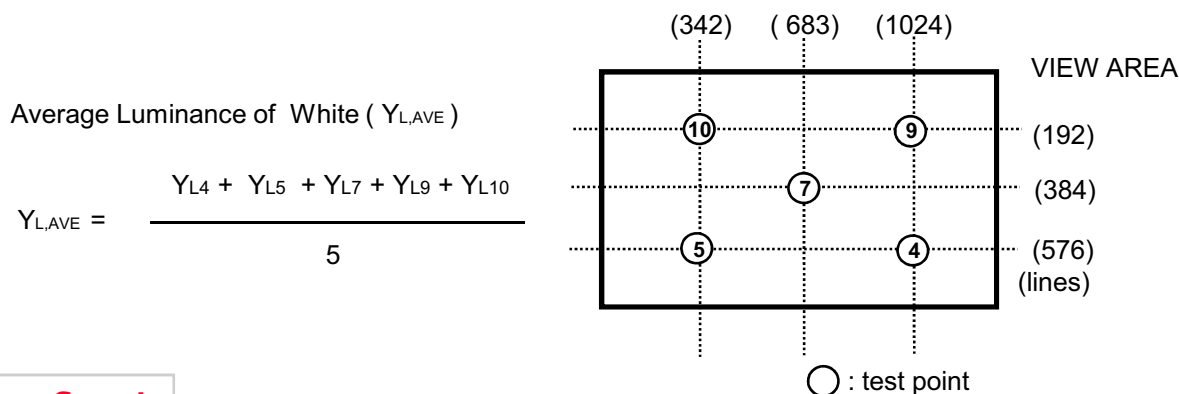 (342) ( 683) (1024)
VIEW AREA
Average Luminance of White ( YL,AVE )
10 9 (192)
YL4 + YL5 + YL7 + YL9 + YL10
7 (384)
YL,AVE =
5
5 4 (576)
(lines)
: test point